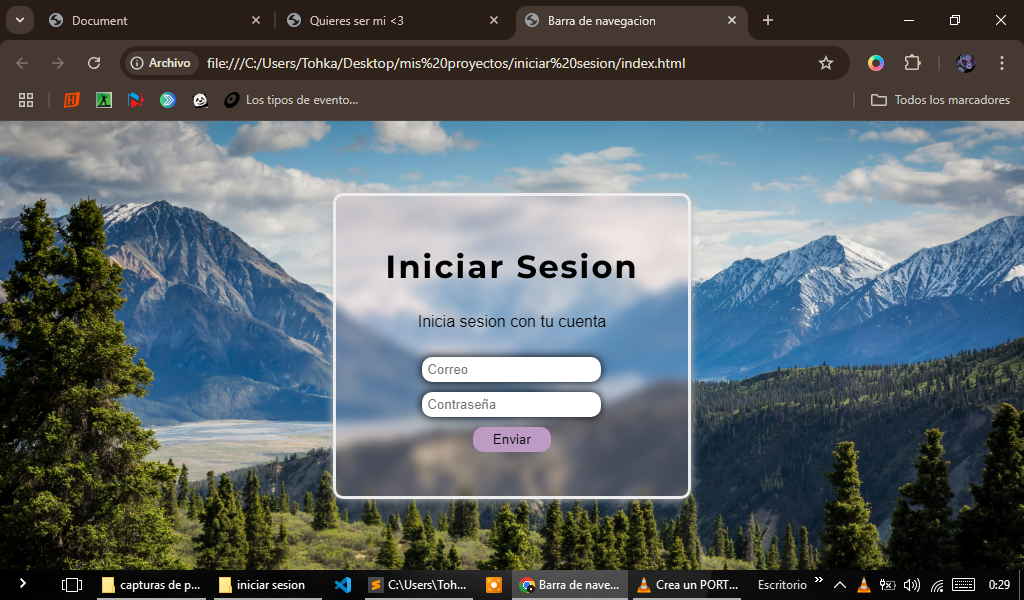 Document
Quieres ser mi <3
Barra de navegacion
Archivo
file:///C:/Users/Tohka/Desktop/mis%20proyectos/iniciar%20sesion/index.html
Los tipos de evento...
Todos los marcadores
Iniciar Sesion
Inicia sesion con tu cuenta
Correo
Contraseña
Enviar
capturas de p...
iniciar sesion
C:\Users\Toh...
Barra de nave...
Crea un PORT...
Escritorio
0:29